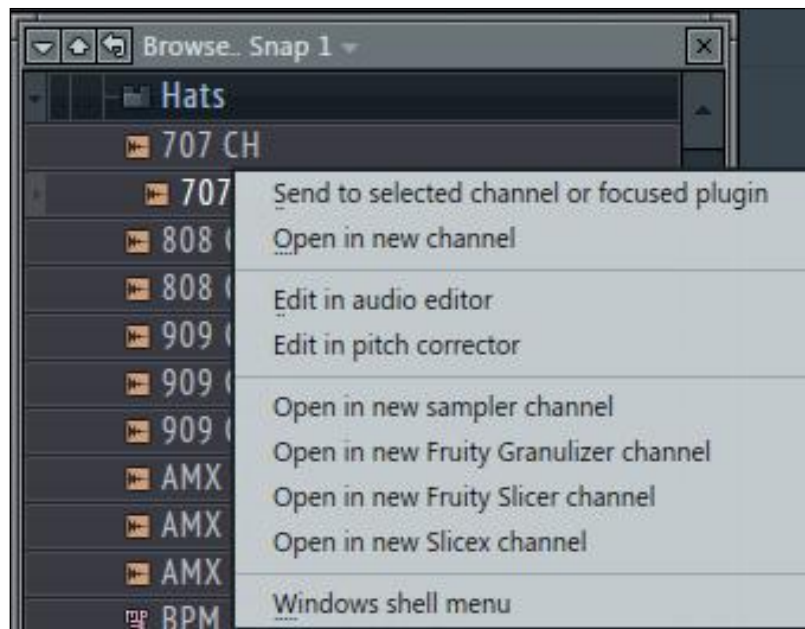 Browse.. Snap 1
Hats
707 CH
707
808
808
909
909
909
AMX
AMX
AMX
BPM
Send to selected channel or focused plugin
Open in new channel
Edit in audio editor
Edit in pitch corrector
Open in new sampler channel
Open in new Fruity Granulizer channel
Open in new Fruity Slicer channel
Open in new Slicex channel
Windows shell menu